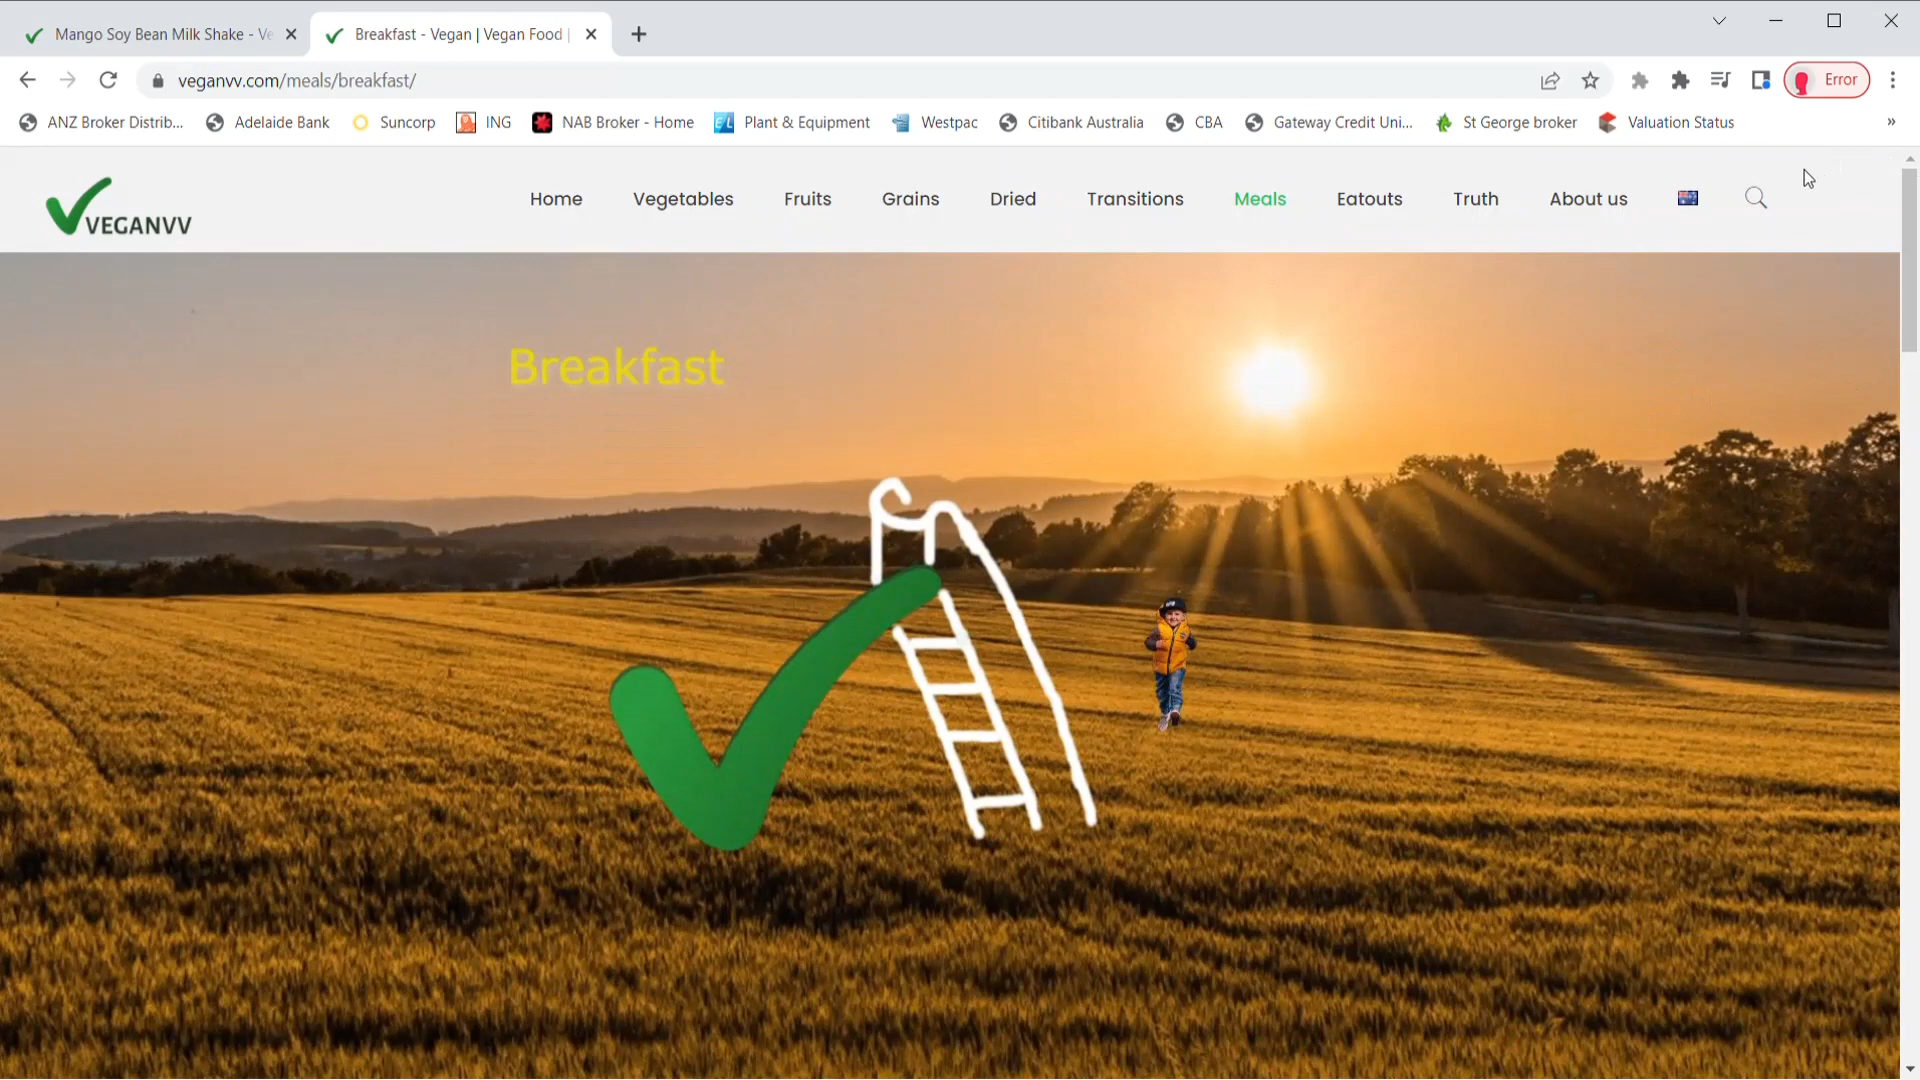 Mango Soy Bean Milk Shake - Ve
Breakfast - Vegan | Vegan Food |
veganvv.com/meals/breakfast/
Error
ANZ Broker Distrib... Adelaide Bank Suncorp ING NAB Broker - Home Plant & Equipment Westpac Citibank Australia CBA Gateway Credit Uni... St George broker Valuation Status »
VEGANVV
Home Vegetables Fruits Grains Dried Transitions Meals Eatouts Truth About us
Breakfast